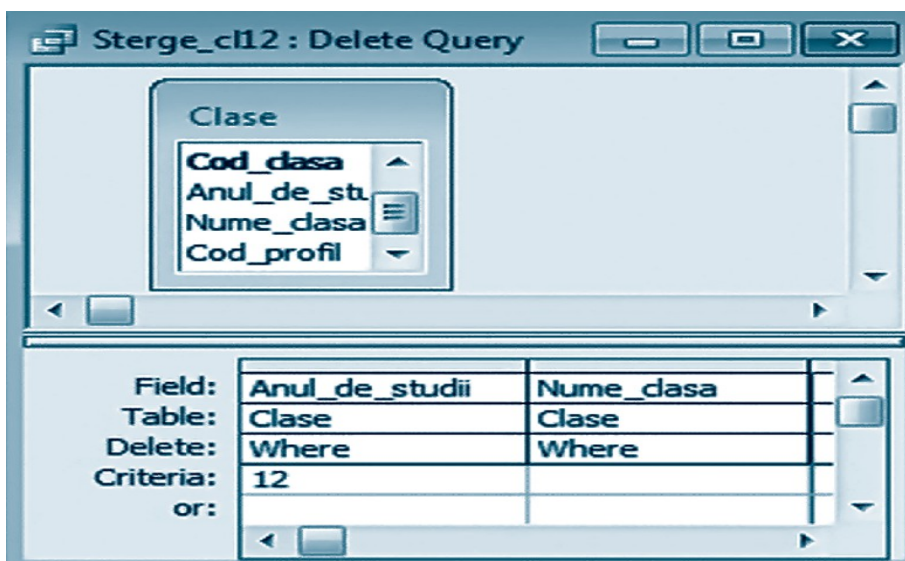 Sterge_cl12 : Delete Query
Clase
Cod_clasa
Anul_de_stu
Nume_clasa
Cod_profil
Field: Anul_de_studii Nume_clasa
Table: Clase Clase
Delete: Where Where
Criteria: 12
or: